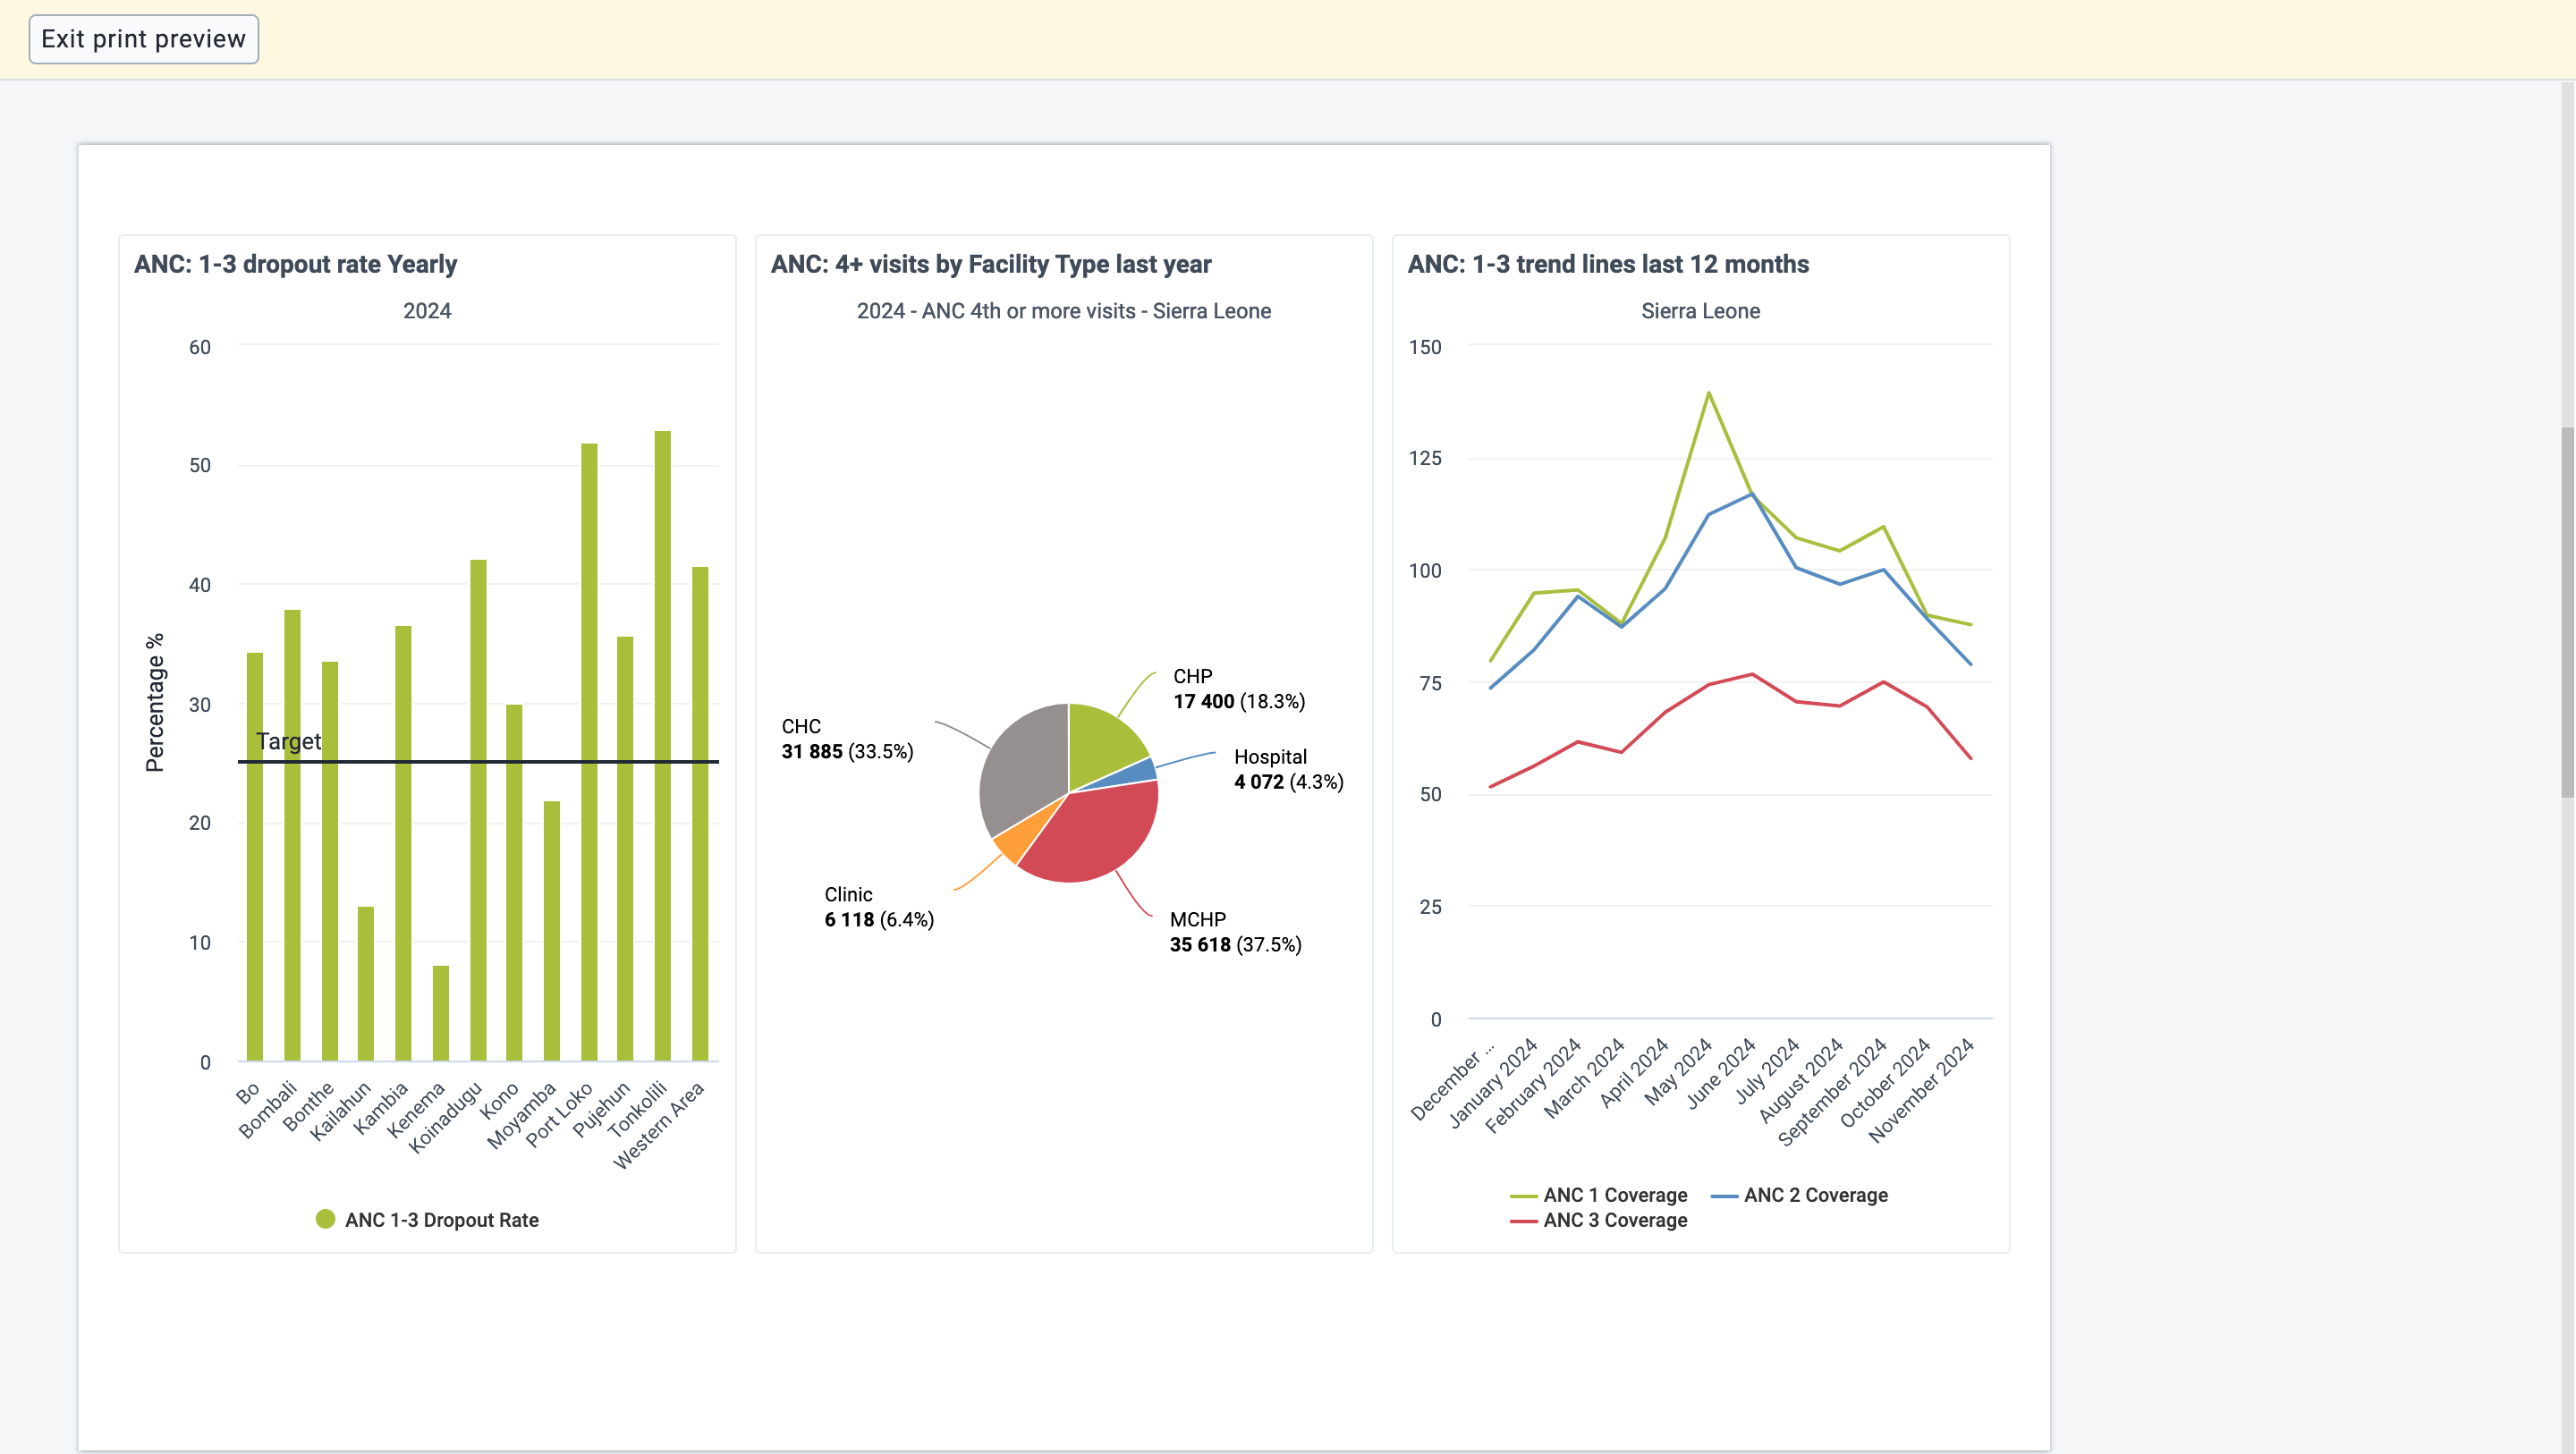 Exit print preview
ANC: 1-3 dropout rate Yearly
2024
60
50
40
30
20
10
0
Percentage %
Target
Bo
Bombali
Bonthe
Kailahun
Kambia
Kenema
Koinadugu
Kono
Moyamba
Port Loko
Pujehun
Tonkolili
Western Area
ANC 1-3 Dropout Rate
ANC: 4+ visits by Facility Type last year
2024 - ANC 4th or more visits - Sierra Leone
CHP
17 400 (18.3%)
CHC
31 885 (33.5%)
Hospital
4 072 (4.3%)
Clinic
6 118 (6.4%)
MCHP
35 618 (37.5%)
ANC: 1-3 trend lines last 12 months
Sierra Leone
150
125
100
75
50
25
0
December ...
January 2024
February 2024
March 2024
April 2024
May 2024
June 2024
July 2024
August 2024
September 2024
October 2024
November 2024
ANC 1 Coverage
ANC 2 Coverage
ANC 3 Coverage